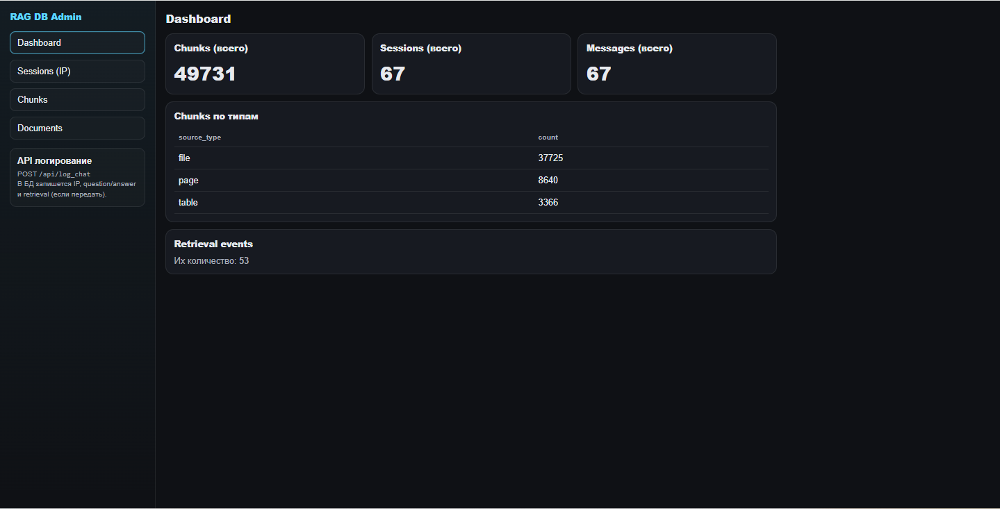 RAG DB Admin
Dashboard
Sessions (IP)
Chunks
Documents
API логирование
POST /api/log_chat
В БД запишется IP, question/answer
и retrieval (если передать).
Dashboard
Chunks (всего)
49731
Sessions (всего)
67
Messages (всего)
67
Chunks по типам
source_type count
file 37725
page 8640
table 3366
Retrieval events
Их количество: 53